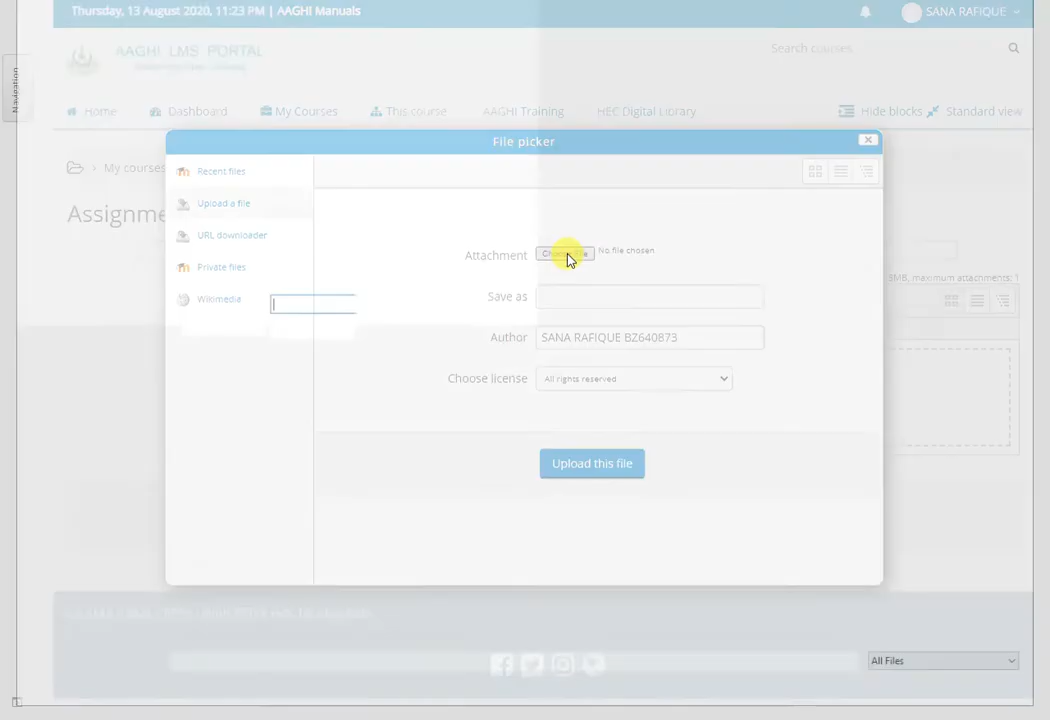 Thursday, 13 August 2020, 11:23 PM | AAGHI Manuals
SANA RAFIQUE
AAGHI LMS PORTAL
Search courses
Navigation
Home
Dashboard
My Courses
This course
AAGHI Training
HEC Digital Library
Hide blocks
Standard view
File picker
My courses
Recent files
Upload a file
URL downloader
Private files
Wikimedia
Assignme
Attachment
No file chosen
Save as
Author
SANA RAFIQUE BZ640873
Choose license
All rights reserved
Upload this file
MB, maximum attachments: 1
All Files